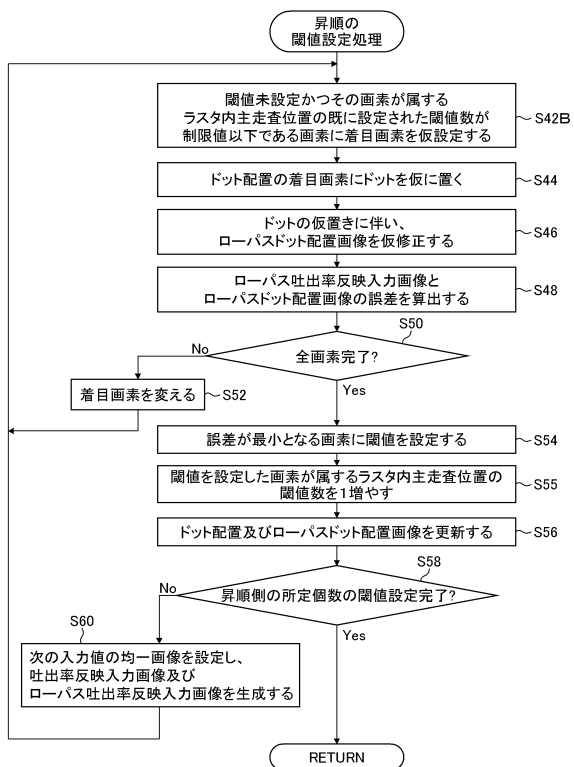 昇順の
閾値設定処理
閾値未設定かつその画素が属する
ラスタ内主走査位置の既に設定された閾値数が
制限値以下である画素に着目画素を仮設定する
S42B
ドット配置の着目画素にドットを仮に置く
S44
ドットの仮置きに伴い、
ローパスドット配置画像を仮修正する
S46
ローパス吐出率反映入力画像と
ローパスドット配置画像の誤差を算出する
S48
S50
全画素完了?
No
Yes
着目画素を変える
S52
誤差が最小となる画素に閾値を設定する
S54
閾値を設定した画素が属するラスタ内主走査位置の
閾値数を1増やす
S55
ドット配置及びローパスドット配置画像を更新する
S56
S58
昇順側の所定個数の閾値設定完了?
No
Yes
S60
次の入力値の均一画像を設定し、
吐出率反映入力画像及び
ローパス吐出率反映入力画像を生成する
RETURN